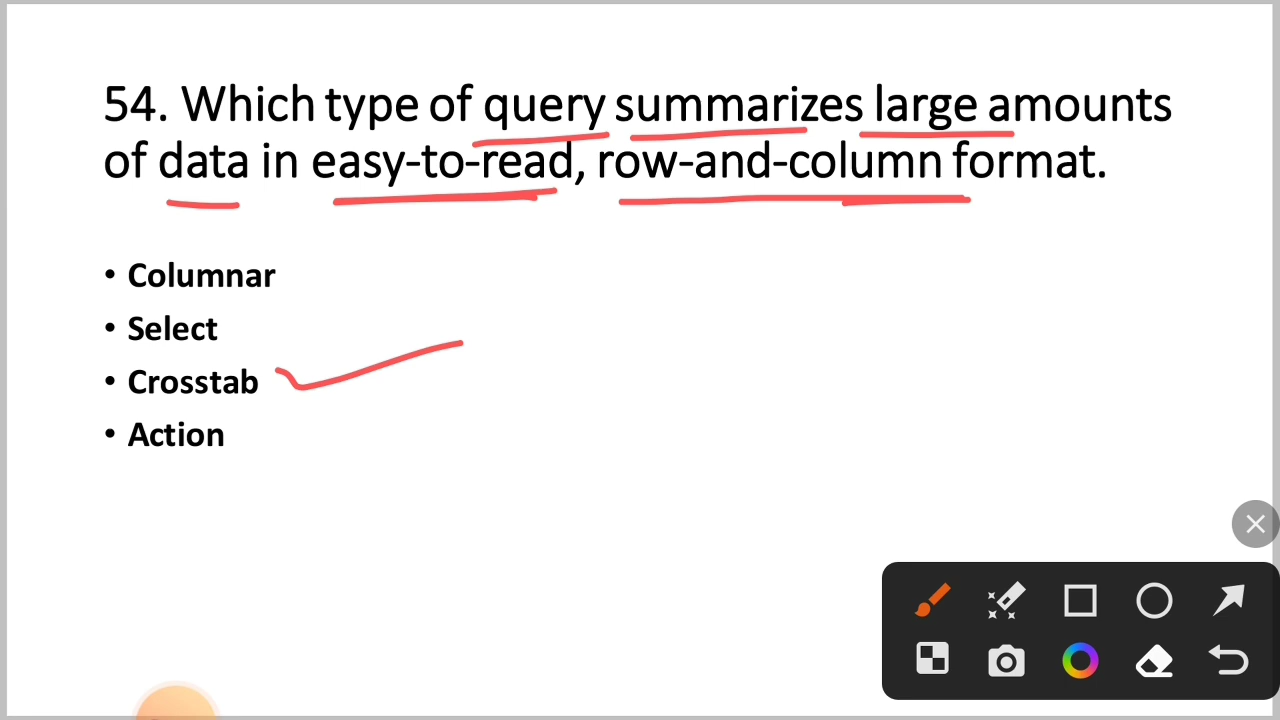 54. Which type of query summarizes large amounts
of data in easy-to-read, row-and-column format.
• Columnar
• Select
• Crosstab
• Action